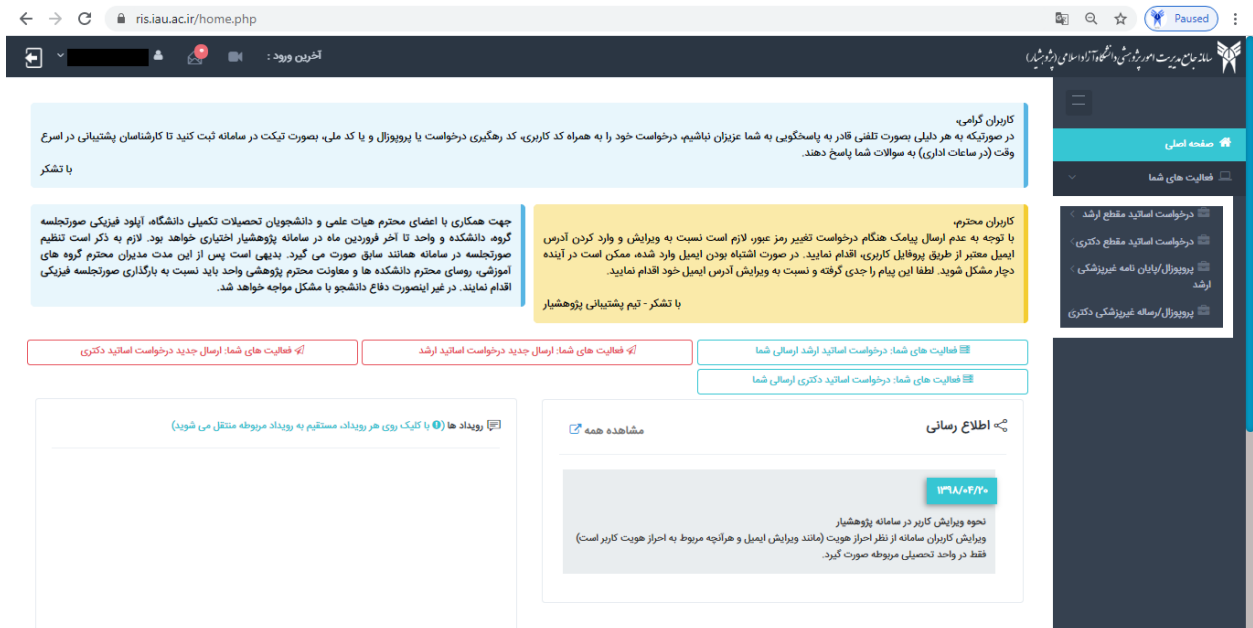 ris.iau.ac.ir/home.php
Paused
سامانه جامع مدیریت امور پژوهشی دانشگاه آزاد اسلامی (پژوهشیار)
آخرین ورود :
صفحه اصلی
فعالیت های شما
درخواست اساتید مقطع ارشد
درخواست اساتید مقطع دکتری
پروپوزال/پایان نامه غیرپزشکی
ارشد
پروپوزال/رساله غیرپزشکی دکتری
کاربران گرامی،
در صورتیکه به هر دلیلی بصورت تلفنی قادر به پاسخگویی به شما عزیزان نباشیم، درخواست خود را به همراه کد کاربری، کد رهگیری درخواست یا پروپوزال و یا کد ملی، بصورت تیکت در سامانه ثبت کنید تا کارشناسان پشتیبانی در اسرع
وقت (در ساعات اداری) به سوالات شما پاسخ دهند.
با تشکر
کاربران محترم،
با توجه به عدم ارسال پیامک هنگام درخواست تغییر رمز عبور، لازم است نسبت به ویرایش و وارد کردن آدرس
ایمیل معتبر از طریق پروفایل کاربری، اقدام نمایید. در صورت اشتباه بودن ایمیل وارد شده، ممکن است در آینده
دچار مشکل شوید. لطفا این پیام را جدی گرفته و نسبت به ویرایش آدرس ایمیل خود اقدام نمایید.
با تشکر - تیم پشتیبانی پژوهشیار
جهت همکاری با اعضای محترم هیات علمی و دانشجویان تحصیلات تکمیلی دانشگاه، آپلود فیزیکی صورتجلسه
گروه، دانشکده و واحد تا آخر فروردین ماه در سامانه پژوهشیار اختیاری خواهد بود. لازم به ذکر است تنظیم
صورتجلسه در سامانه همانند سابق صورت می گیرد. بدیهی است پس از این مدت مدیران محترم گروه های
آموزشی، روسای محترم دانشکده ها و معاونت محترم پژوهشی واحد باید نسبت به بارگذاری صورتجلسه فیزیکی
اقدام نمایند. در غیر اینصورت دفاع دانشجو با مشکل مواجه خواهد شد.
فعالیت های شما: درخواست اساتید ارشد ارسالی شما
فعالیت های شما: ارسال جدید درخواست اساتید ارشد
فعالیت های شما: ارسال جدید درخواست اساتید دکتری
فعالیت های شما: درخواست اساتید دکتری ارسالی شما
اطلاع رسانی
مشاهده همه
۱۳۹۸/۰۴/۲۰
نحوه ویرایش کاربر در سامانه پژوهشیار
ویرایش کاربران سامانه از نظر احراز هویت (مانند ویرایش ایمیل و هرآنچه مربوط به احراز هویت کاربر است)
فقط در واحد تحصیلی مربوطه صورت گیرد.
رویداد ها (با کلیک روی هر رویداد، مستقیم به رویداد مربوطه منتقل می شوید)